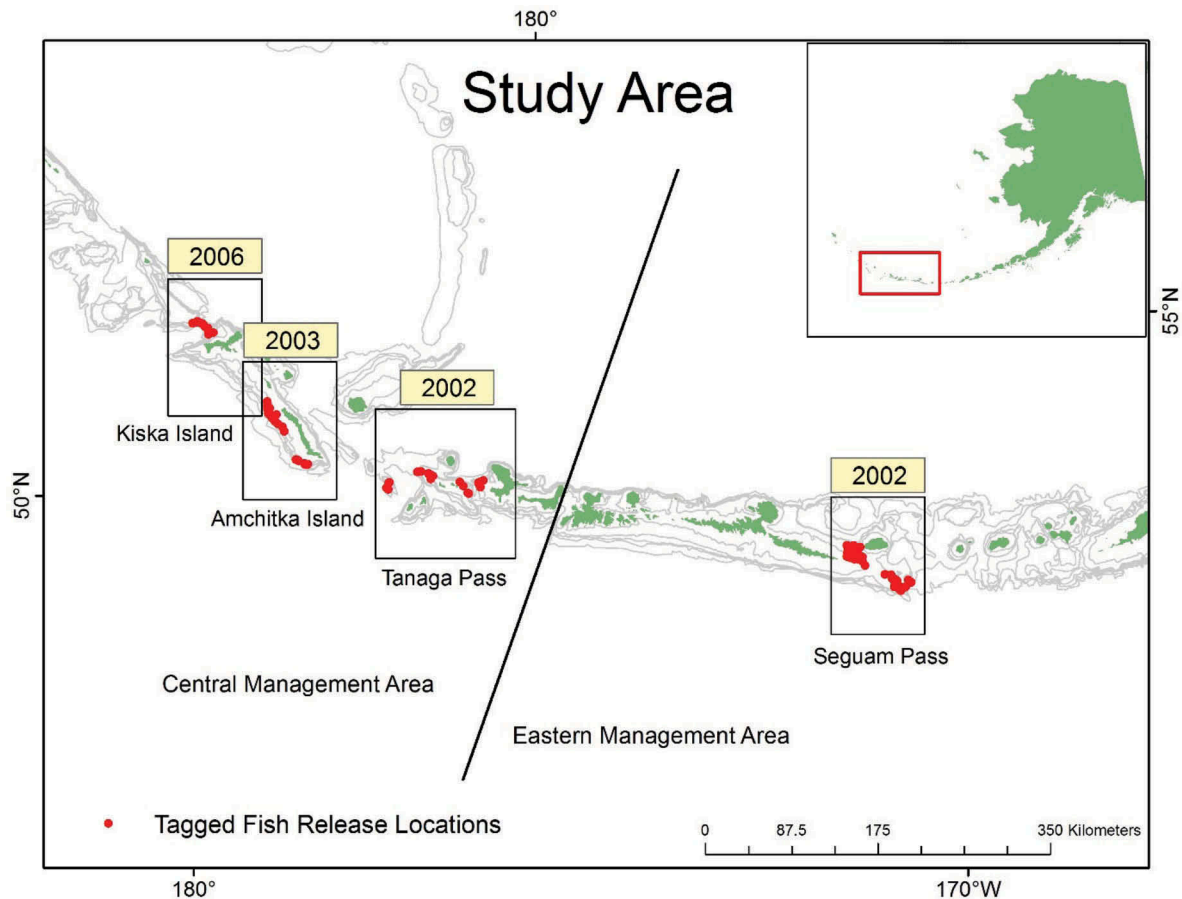 180°
Study Area
55°N
2006
2003
2002
Kiska Island
2002
50°N
Amchitka Island
Tanaga Pass
Seguam Pass
Central Management Area
Eastern Management Area
Tagged Fish Release Locations
0 87.5 175 350 Kilometers
180°
170°W